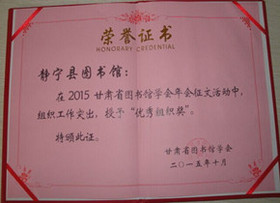 荣誉证书
HONORARY CREDENTIAL
静宁县图书馆：
在2015甘肃省图书馆学会年会征文活动中，
组织工作突出，授予“优秀组织奖”。
特颁此证。
甘肃省图书馆学会
二〇一五年十月